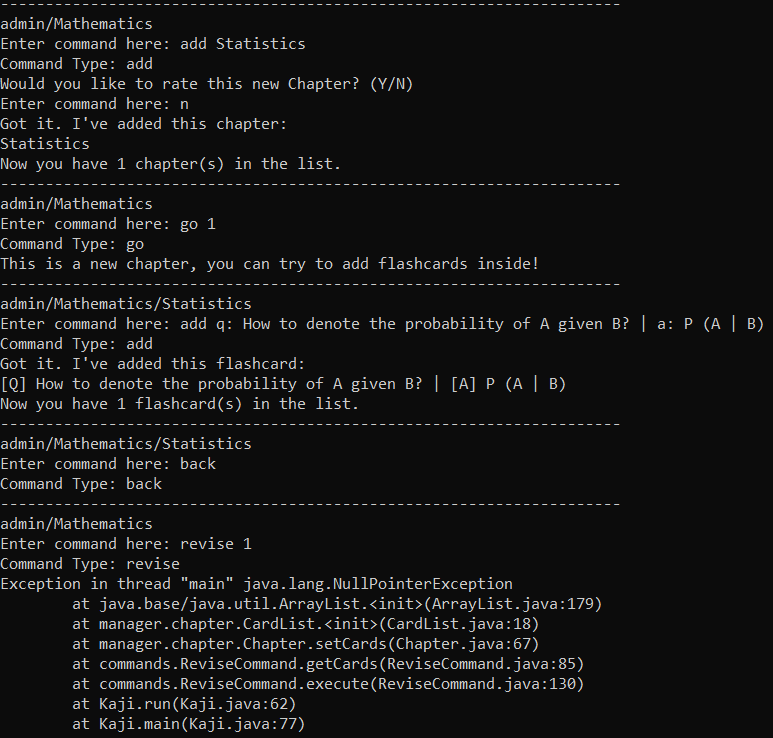 ---------------------------------------------------------------------
admin/Mathematics
Enter command here: add Statistics
Command Type: add
Would you like to rate this new Chapter? (Y/N)
Enter command here: n
Got it. I've added this chapter:
Statistics
Now you have 1 chapter(s) in the list.
---------------------------------------------------------------------
admin/Mathematics
Enter command here: go 1
Command Type: go
This is a new chapter, you can try to add flashcards inside!
---------------------------------------------------------------------
admin/Mathematics/Statistics
Enter command here: add q: How to denote the probability of A given B? | a: P (A | B)
Command Type: add
Got it. I've added this flashcard:
[Q] How to denote the probability of A given B? | [A] P (A | B)
Now you have 1 flashcard(s) in the list.
---------------------------------------------------------------------
admin/Mathematics/Statistics
Enter command here: back
Command Type: back
---------------------------------------------------------------------
admin/Mathematics
Enter command here: revise 1
Command Type: revise
Exception in thread "main" java.lang.NullPointerException
        at java.base/java.util.ArrayList.<init>(ArrayList.java:179)
        at manager.chapter.CardList.<init>(CardList.java:18)
        at manager.chapter.Chapter.setCards(Chapter.java:67)
        at commands.ReviseCommand.getCards(ReviseCommand.java:85)
        at commands.ReviseCommand.execute(ReviseCommand.java:130)
        at Kaji.run(Kaji.java:62)
        at Kaji.main(Kaji.java:77)